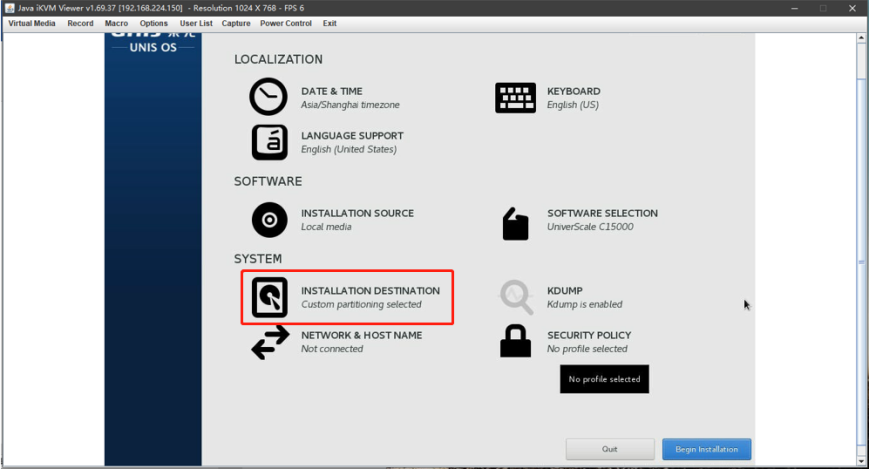 Java iKVM Viewer v1.69.37 [192.168.224.150] - Resolution 1024 X 768 - FPS 6
Virtual Media Record Macro Options User List Capture Power Control Exit
UNIS OS
LOCALIZATION
DATE & TIME
Asia/Shanghai timezone
KEYBOARD
English (US)
LANGUAGE SUPPORT
English (United States)
SOFTWARE
INSTALLATION SOURCE
Local media
SOFTWARE SELECTION
UniverScale C15000
SYSTEM
INSTALLATION DESTINATION
Custom partitioning selected
KDUMP
Kdump is enabled
NETWORK & HOST NAME
Not connected
SECURITY POLICY
No profile selected
No profile selected
Quit
Begin Installation